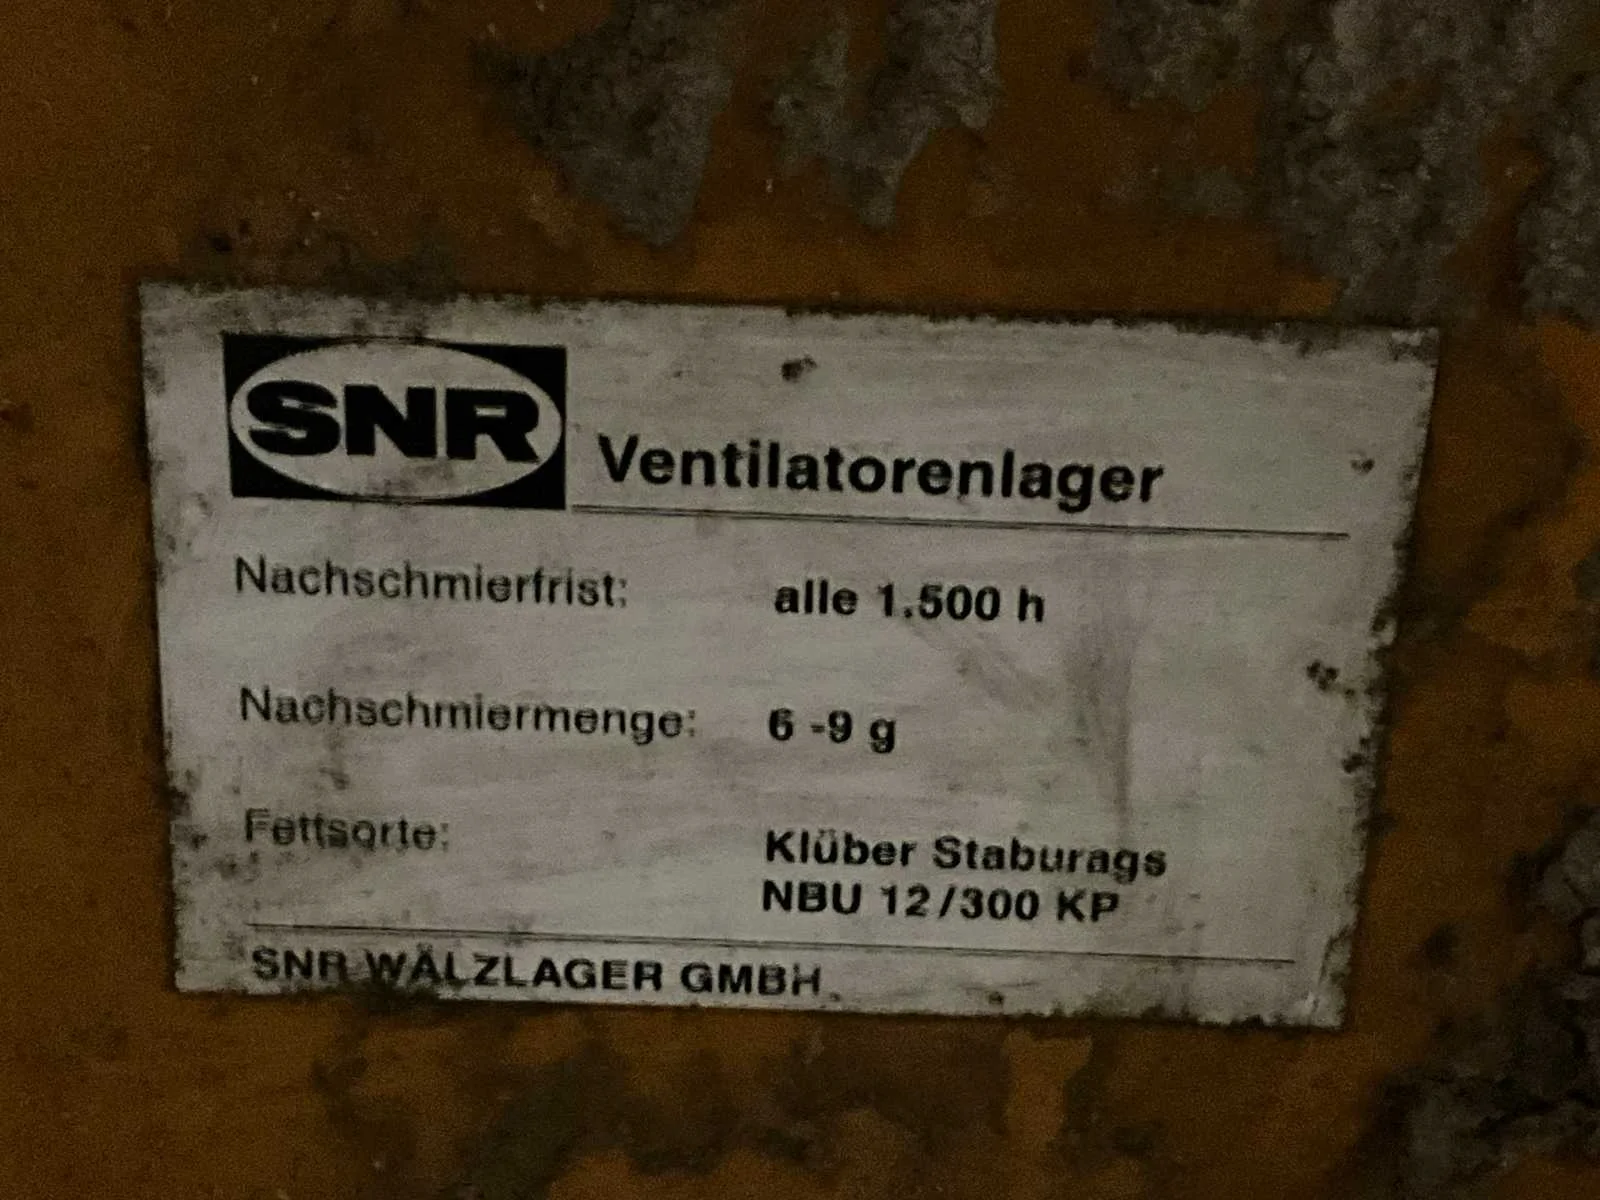 SNR Ventilatorenlager
Nachschmierfrist: alle 1.500 h
Nachschmiermenge: 6 -9 g
Fettsorte: Klüber Staburags
NBU 12/300 KP
SNR WÄLZLAGER GMBH